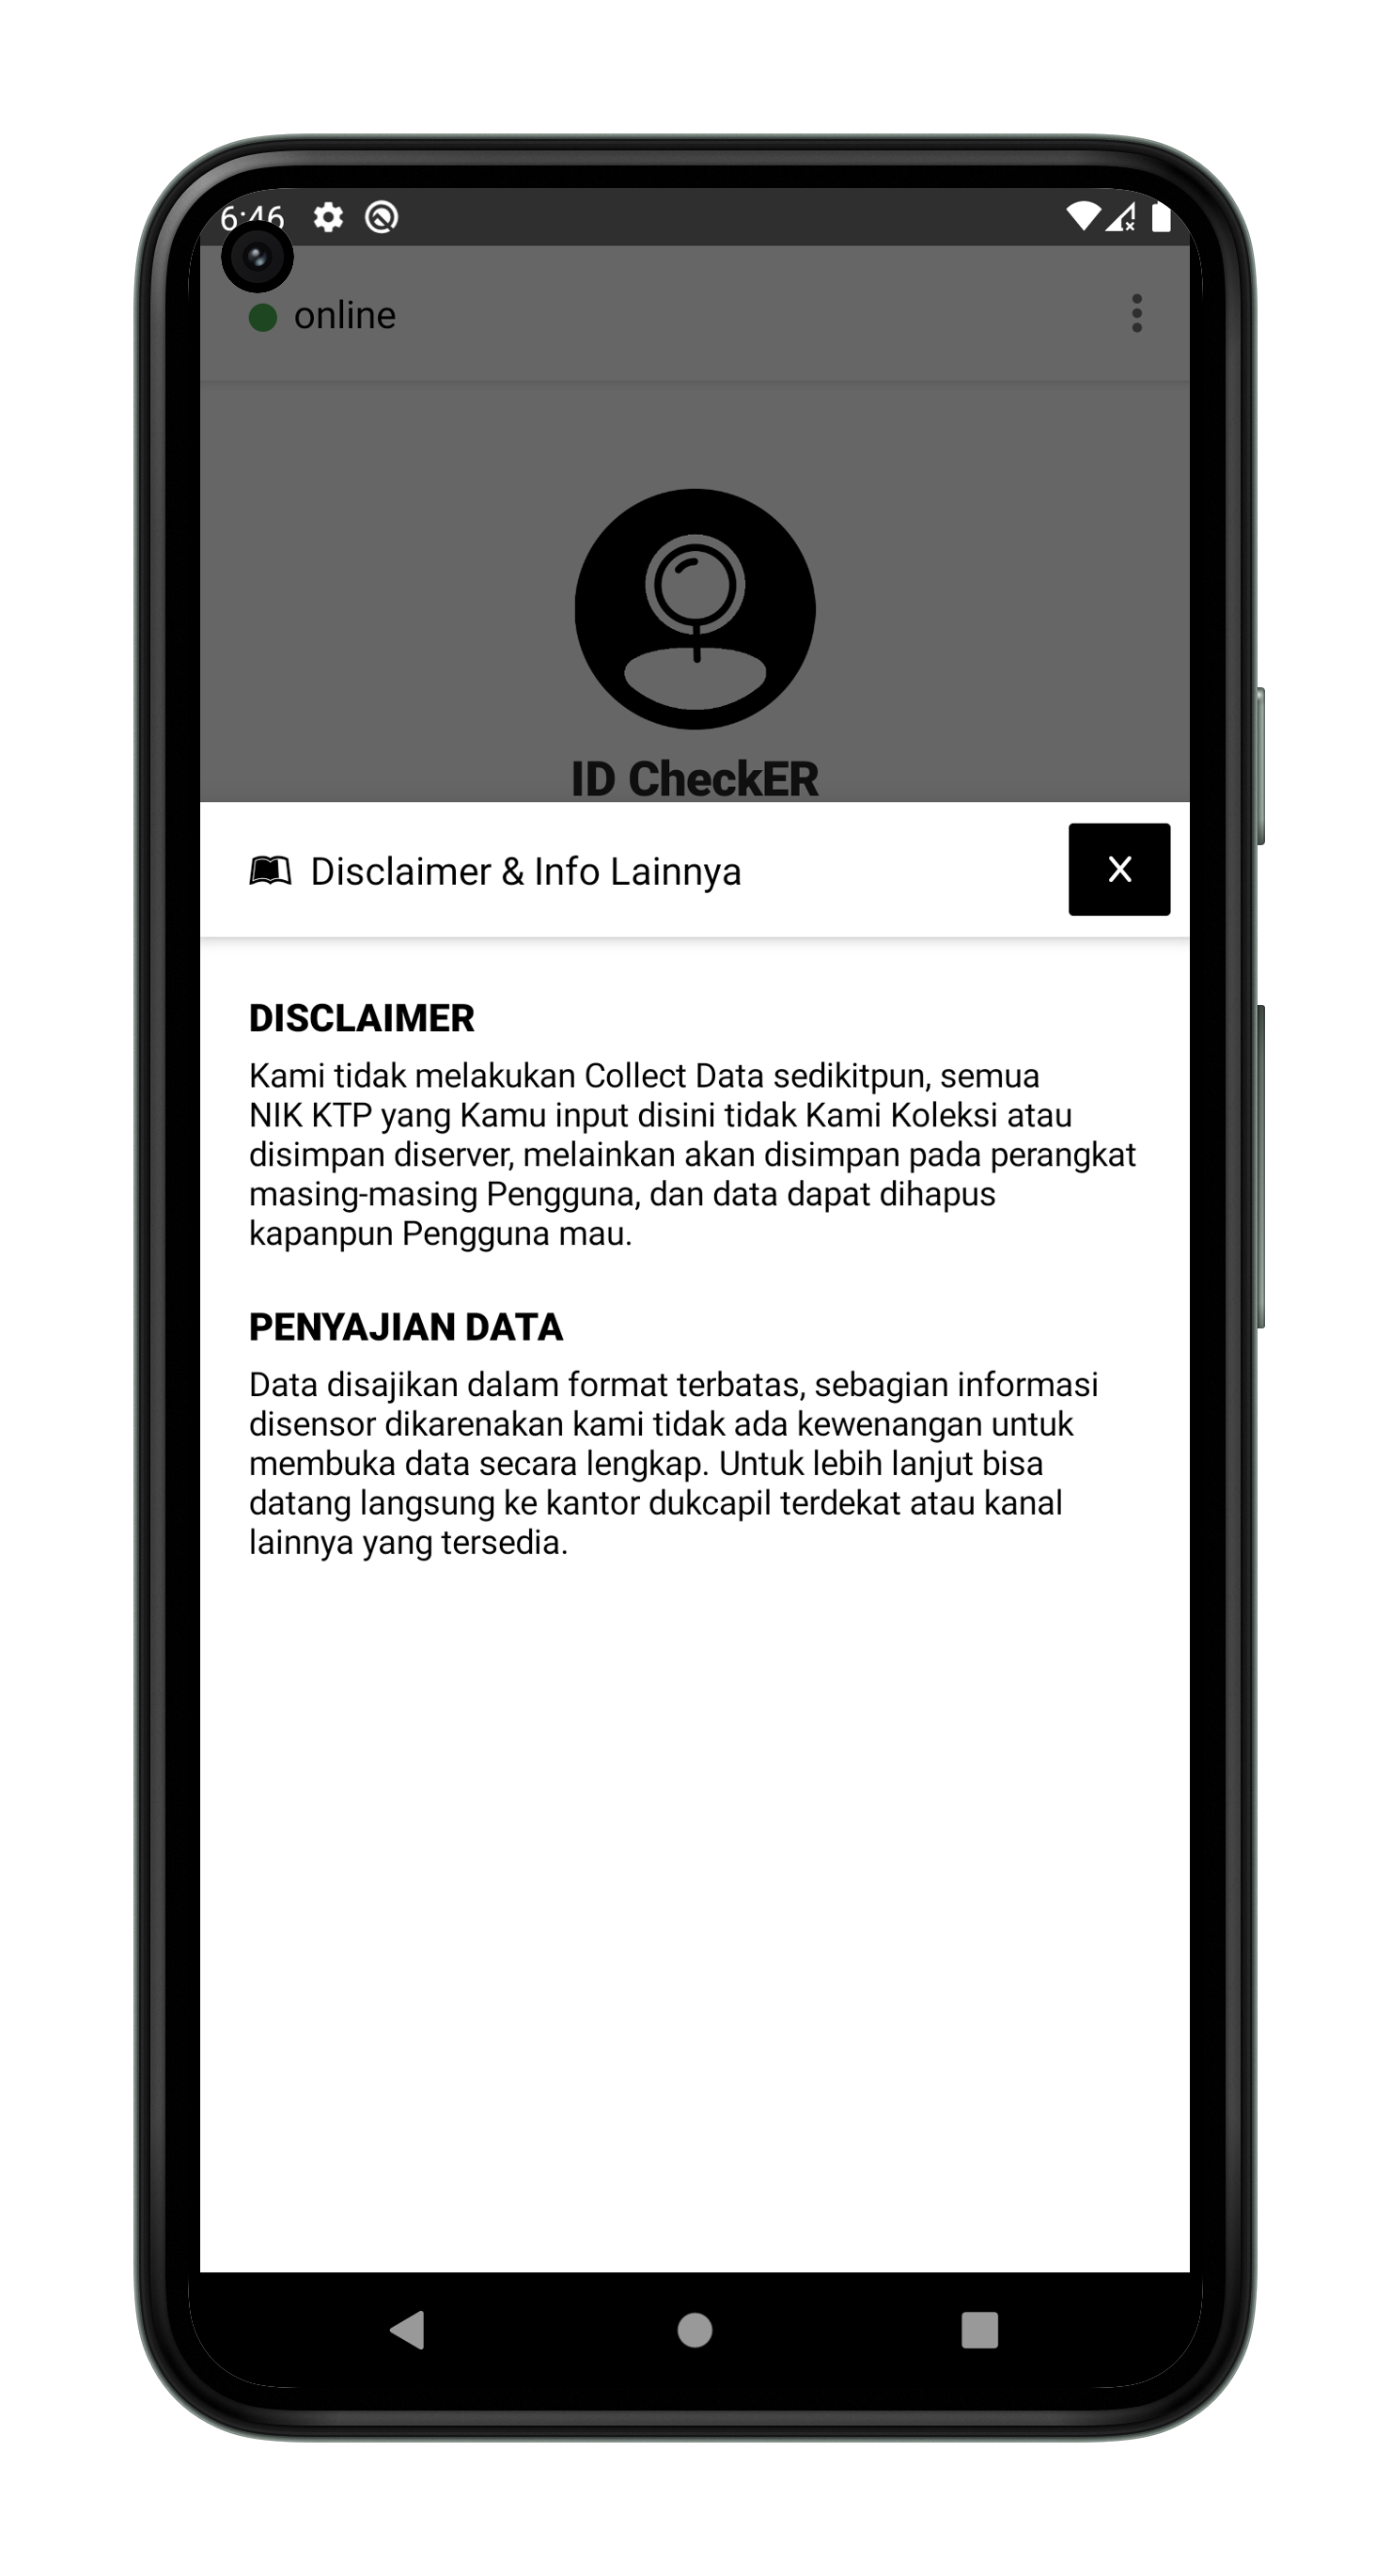 6:46
online
ID CheckER
Disclaimer & Info Lainnya
X
DISCLAIMER
Kami tidak melakukan Collect Data sedikitpun, semua
NIK KTP yang Kamu input disini tidak Kami Koleksi atau
disimpan diserver, melainkan akan disimpan pada perangkat
masing-masing Pengguna, dan data dapat dihapus
kapanpun Pengguna mau.
PENYAJIAN DATA
Data disajikan dalam format terbatas, sebagian informasi
disensor dikarenakan kami tidak ada kewenangan untuk
membuka data secara lengkap. Untuk lebih lanjut bisa
datang langsung ke kantor dukcapil terdekat atau kanal
lainnya yang tersedia.